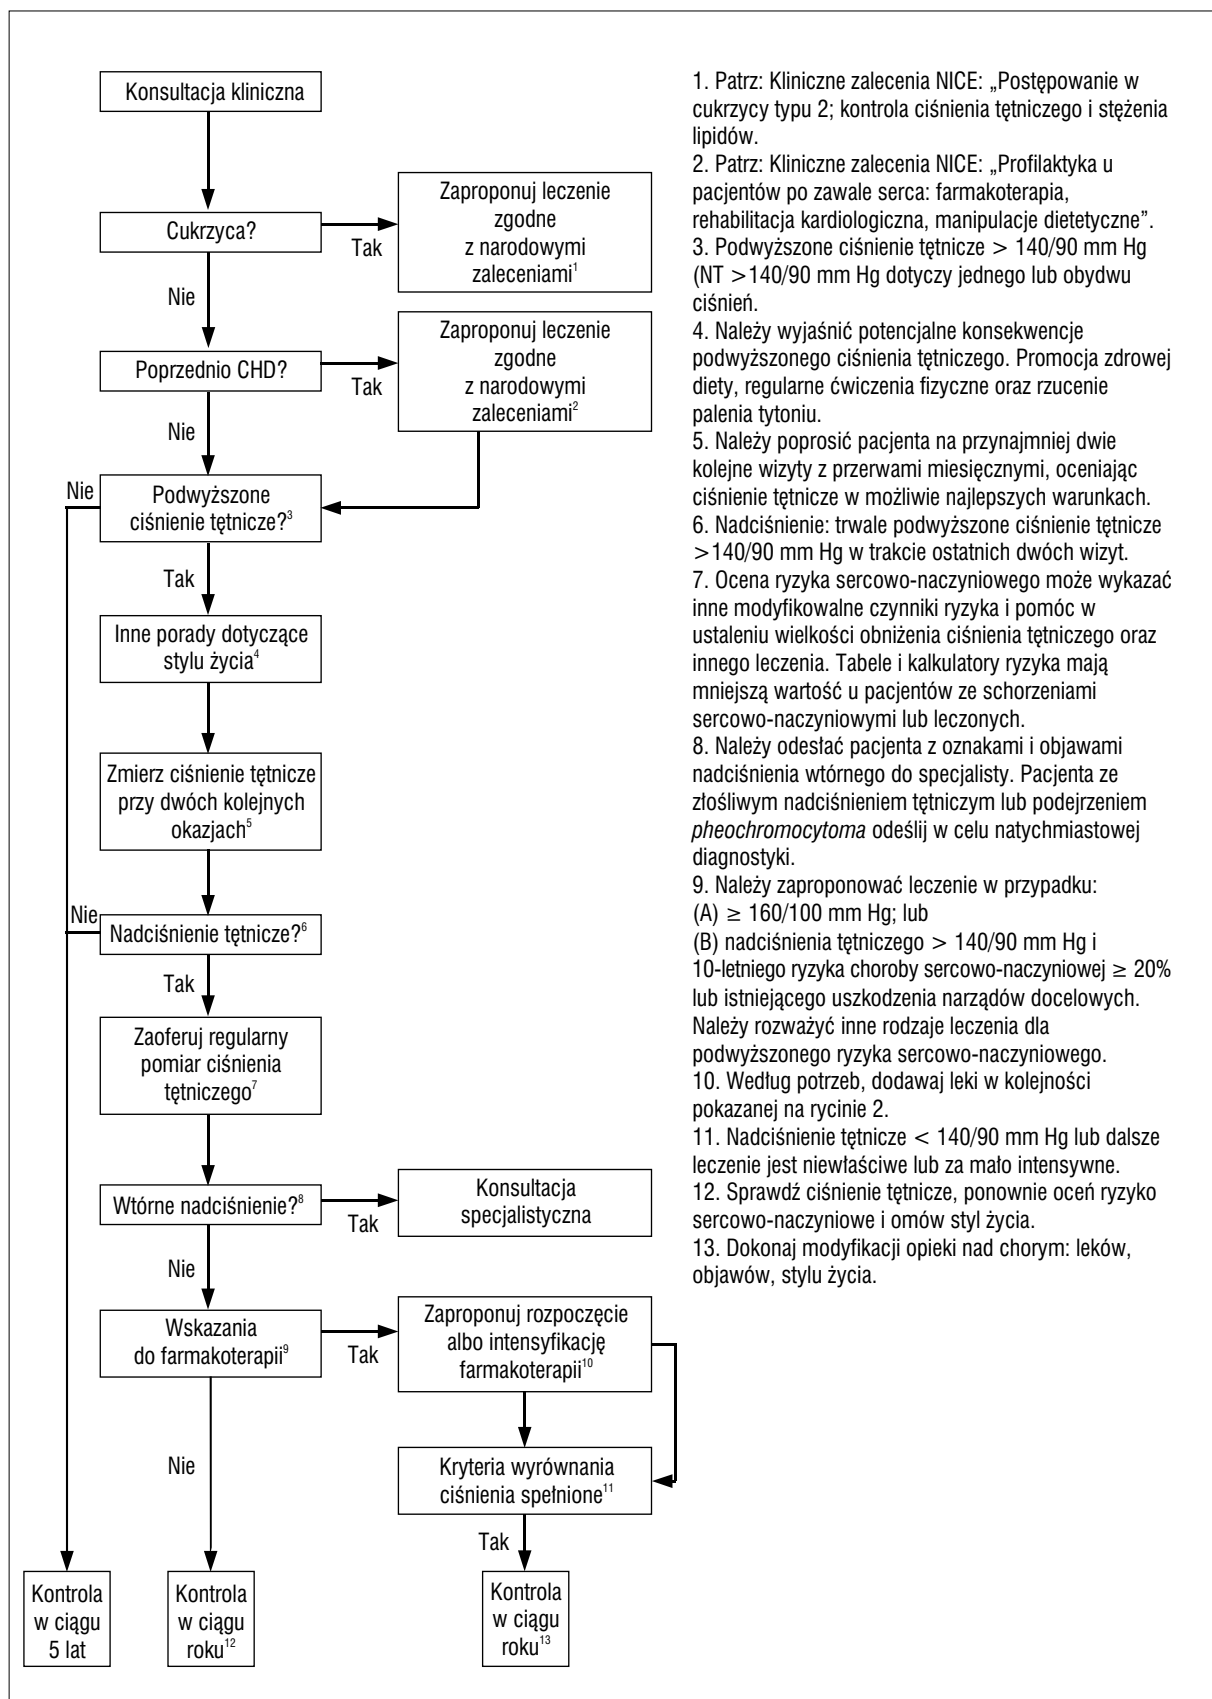 Konsultacja kliniczna
Cukrzyca?
Tak
Zaproponuj leczenie
zgodne
z narodowymi
zaleceniami1
Nie
Poprzednio CHD?
Tak
Zaproponuj leczenie
zgodne
z narodowymi
zaleceniami2
Nie
Nie
Podwyższone
ciśnienie tętnicze?3
Tak
Inne porady dotyczące
stylu życia4
Zmierz ciśnienie tętnicze
przy dwóch kolejnych
okazjach5
Nie
Nadciśnienie tętnicze?6
Tak
Zaoferuj regularny
pomiar ciśnienia
tętniczego7
Wtórne nadciśnienie?8
Tak
Konsultacja
specjalistyczna
Nie
Wskazania
do farmakoterapii9
Tak
Zaproponuj rozpoczęcie
albo intensyfikację
farmakoterapii10
Nie
Kryteria wyrównania
ciśnienia spełnione11
Tak
Kontrola
w ciągu
5 lat
Kontrola
w ciągu
roku12
Kontrola
w ciągu
roku13
1. Patrz: Kliniczne zalecenia NICE: „Postępowanie w
cukrzycy typu 2; kontrola ciśnienia tętniczego i stężenia
lipidów.
2. Patrz: Kliniczne zalecenia NICE: „Profilaktyka u
pacjentów po zawale serca: farmakoterapia,
rehabilitacja kardiologiczna, manipulacje dietetyczne”.
3. Podwyższone ciśnienie tętnicze > 140/90 mm Hg
(NT >140/90 mm Hg dotyczy jednego lub obydwu
ciśnień.
4. Należy wyjaśnić potencjalne konsekwencje
podwyższonego ciśnienia tętniczego. Promocja zdrowej
diety, regularne ćwiczenia fizyczne oraz rzucenie
palenia tytoniu.
5. Należy poprosić pacjenta na przynajmniej dwie
kolejne wizyty z przerwami miesięcznymi, oceniając
ciśnienie tętnicze w możliwie najlepszych warunkach.
6. Nadciśnienie: trwale podwyższone ciśnienie tętnicze
>140/90 mm Hg w trakcie ostatnich dwóch wizyt.
7. Ocena ryzyka sercowo-naczyniowego może wykazać
inne modyfikowalne czynniki ryzyka i pomóc w
ustaleniu wielkości obniżenia ciśnienia tętniczego oraz
innego leczenia. Tabele i kalkulatory ryzyka mają
mniejszą wartość u pacjentów ze schorzeniami
sercowo-naczyniowymi lub leczonych.
8. Należy odesłać pacjenta z oznakami i objawami
nadciśnienia wtórnego do specjalisty. Pacjenta ze
złośliwym nadciśnieniem tętniczym lub podejrzeniem
pheochromocytoma odeślij w celu natychmiastowej
diagnostyki.
9. Należy zaproponować leczenie w przypadku:
(A) ≥ 160/100 mm Hg; lub
(B) nadciśnienia tętniczego > 140/90 mm Hg i
10-letniego ryzyka choroby sercowo-naczyniowej ≥ 20%
lub istniejącego uszkodzenia narządów docelowych.
Należy rozważyć inne rodzaje leczenia dla
podwyższonego ryzyka sercowo-naczyniowego.
10. Według potrzeb, dodawaj leki w kolejności
pokazanej na rycinie 2.
11. Nadciśnienie tętnicze < 140/90 mm Hg lub dalsze
leczenie jest niewłaściwe lub za mało intensywne.
12. Sprawdź ciśnienie tętnicze, ponownie oceń ryzyko
sercowo-naczyniowe i omów styl życia.
13. Dokonaj modyfikacji opieki nad chorym: leków,
objawów, stylu życia.